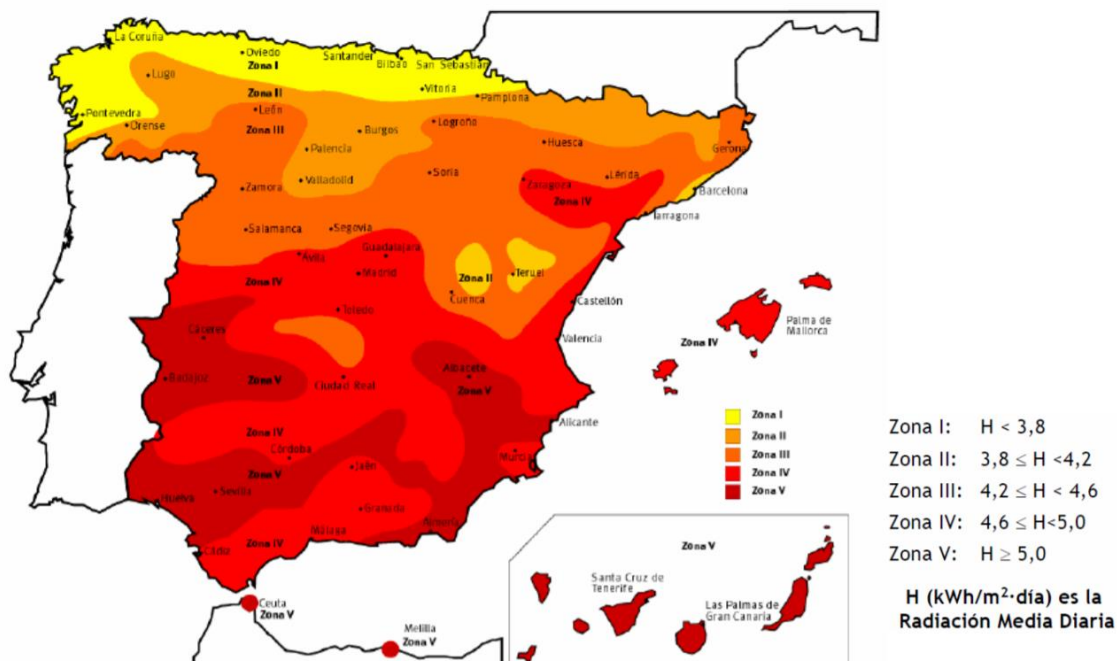 La Coruña
Oviedo
Santander
Bilbao
San Sebastián
Zona I
Lugo
Vitoria
Pamplona
Zona II
León
Pontevedra
Orense
Zona III
Burgos
Logroño
Huesca
Gerona
Palencia
Valladolid
Soria
Zaragoza
Lérida
Zamora
Barcelona
Zona IV
Tarragona
Salamanca
Segovia
Guadalajara
Ávila
Madrid
Zona IV
Zona II
Teruel
Cuenca
Toledo
Castellón
Palma de
Mallorca
Cáceres
Valencia
Zona IV
Albacete
Badajoz
Zona V
Ciudad Real
Zona V
Alicante
Zona IV
Córdoba
Murcia
Jaén
Zona V
Sevilla
Huelva
Granada
Málaga
Almería
Cádiz
Zona IV
Ceuta
Zona V
Melilla
Zona V
Zona V
Santa Cruz de
Tenerife
Las Palmas de
Gran Canaria
Zona I
Zona II
Zona III
Zona IV
Zona V
Zona I: H < 3,8
Zona II: 3,8 ≤ H <4,2
Zona III: 4,2 ≤ H < 4,6
Zona IV: 4,6 ≤ H<5,0
Zona V: H ≥ 5,0
H (kWh/m²·día) es la
Radiación Media Diaria